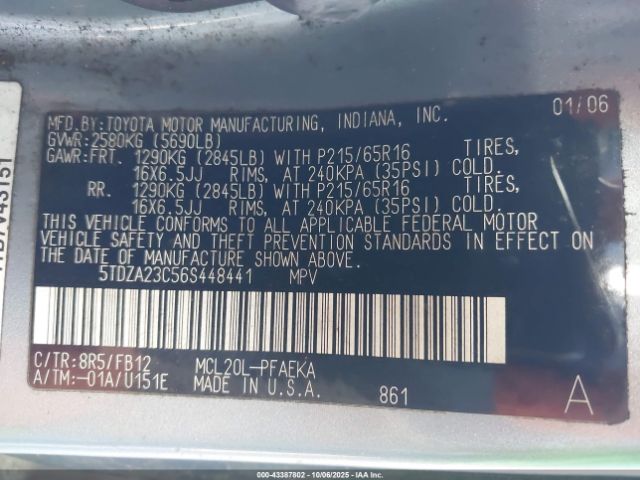 MFD. BY: TOYOTA MOTOR MANUFACTURING, INDIANA, INC. 01/06
GVWR: 2580KG (5690LB)
GAWR: FRT. 1290KG (2845LB) WITH P215/65R16 TIRES,
16X6.5JJ RIMS, AT 240KPA (35PSI) COLD.
RR. 1290KG (2845LB) WITH P215/65R16 TIRES,
16X6.5JJ RIMS, AT 240KPA (35PSI) COLD.
THIS VEHICLE CONFORMS TO ALL APPLICABLE FEDERAL MOTOR
VEHICLE SAFETY AND THEFT PREVENTION STANDARDS IN EFFECT ON
THE DATE OF MANUFACTURE SHOWN ABOVE.
5TDZA23C56S448441 MPV
C/TR: 8R5/FB12 MCL20L-PFAEKA
A/TM: -01A/U151E MADE IN U.S.A. 861 A
IAA 000-43387802 10/06/2025 COPART